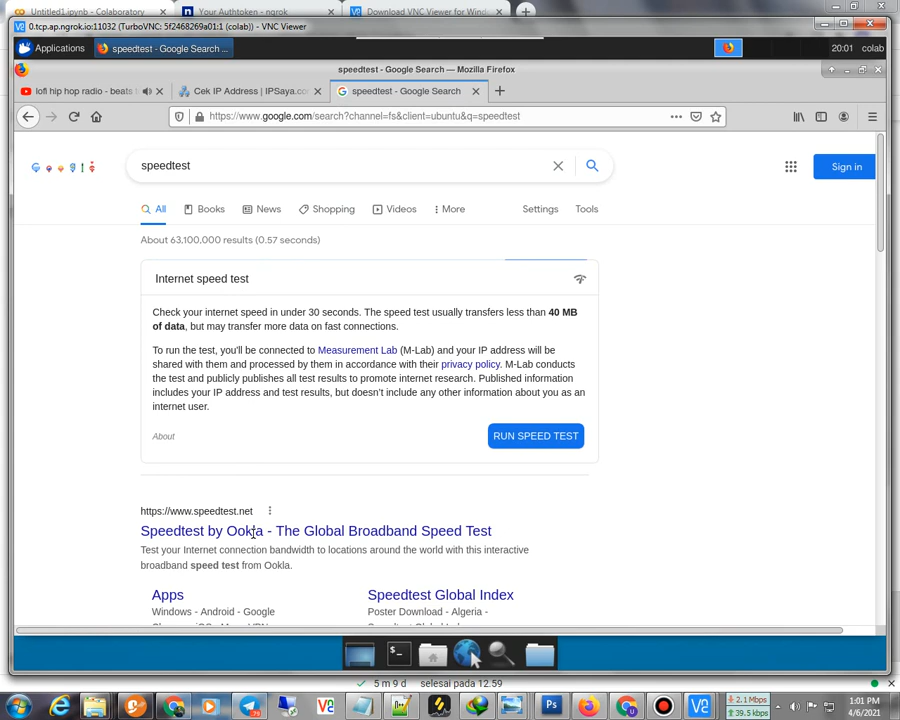 Untitled1.ipynb - Colaboratory
Your Authtoken - ngrok
Download VNC Viewer for Wind
0.tcp.ap.ngrok.io:11032 (TurboVNC: 5f2468269a01:1 (colab)) - VNC Viewer
Applications
speedtest - Google Search ...
20:01 colab
speedtest - Google Search — Mozilla Firefox
lofi hip hop radio - beats
Cek IP Address | IPSaya.co
speedtest - Google Search
https://www.google.com/search?channel=fs&client=ubuntu&q=speedtest
speedtest
Sign in
All
Books
News
Shopping
Videos
More
Settings
Tools
About 63,100,000 results (0.57 seconds)
Internet speed test
Check your internet speed in under 30 seconds. The speed test usually transfers less than 40 MB
of data, but may transfer more data on fast connections.
To run the test, you'll be connected to Measurement Lab (M-Lab) and your IP address will be
shared with them and processed by them in accordance with their privacy policy. M-Lab conducts
the test and publicly publishes all test results to promote internet research. Published information
includes your IP address and test results, but doesn't include any other information about you as an
internet user.
About
RUN SPEED TEST
https://www.speedtest.net
Speedtest by Ookla - The Global Broadband Speed Test
Test your Internet connection bandwidth to locations around the world with this interactive
broadband speed test from Ookla.
Apps
Speedtest Global Index
Windows - Android - Google
Poster Download - Algeria -
5 m 9 d selesai pada 12.59
2.1 Mbps
39.5 kbps
1:01 PM
4/6/2021